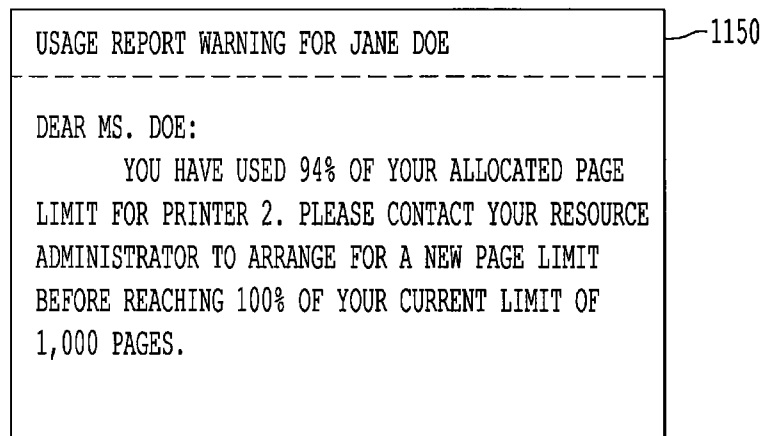 USAGE REPORT WARNING FOR JANE DOE
1150
DEAR MS. DOE:
YOU HAVE USED 94% OF YOUR ALLOCATED PAGE
LIMIT FOR PRINTER 2. PLEASE CONTACT YOUR RESOURCE
ADMINISTRATOR TO ARRANGE FOR A NEW PAGE LIMIT
BEFORE REACHING 100% OF YOUR CURRENT LIMIT OF
1,000 PAGES.